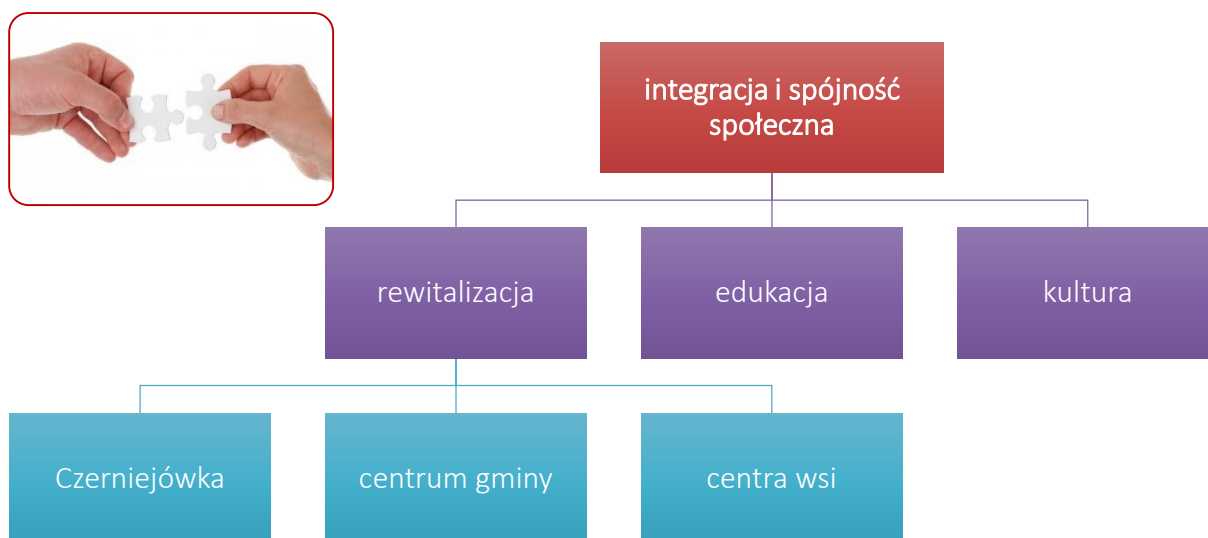 integracja i spójność
społeczna
rewitalizacja
edukacja
kultura
Czerniejówka
centrum gminy
centra wsi